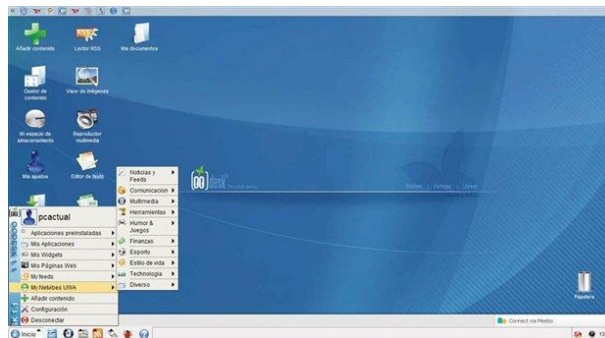 Añadir contenido
Lector RSS
Mis documentos
Gestor de contenido
Visor de imágenes
Mi espacio de almacenamiento
Reproductor multimedia
Mis ajustes
Editor de texto
pcactual
Aplicaciones preinstaladas
Mis Aplicaciones
Mis Widgets
Mis Páginas Web
My feeds
My Netvibes UWA
Añadir contenido
Configuración
Desconectar
Noticias y Feeds
Comunicacion
Multimedia
Herramientas
Humor & Juegos
Finanzas
Esporto
Estilo de vida
Technologia
Diverso
desk
Papelera
Connect via Meebo
Inicio